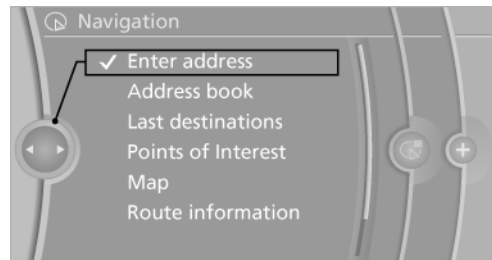 Navigation
Enter address
Address book
Last destinations
Points of Interest
Map
Route information